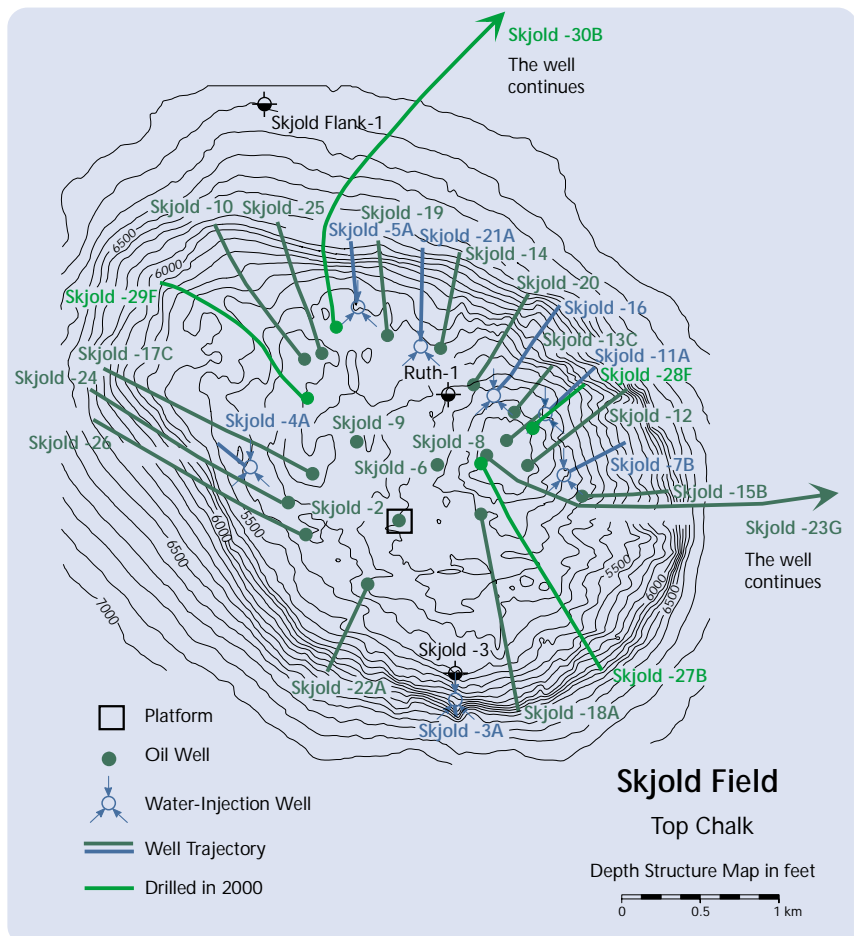 Skjold -30B
The well
continues
Skjold Flank-1
Skjold -10
Skjold -25
Skjold -19
Skjold -5A
Skjold -21A
Skjold -14
6500
6000
Skjold -20
Skjold -29F
Skjold -16
Skjold -13C
Skjold -17C
Skjold -11A
Ruth-1
Skjold -24
Skjold -28F
Skjold -12
Skjold -4A
Skjold -9
Skjold -26
Skjold -8
Skjold -6
Skjold -7B
Skjold -15B
Skjold -2
Skjold -23G
6000
5500
6500
The well
continues
5500
6000
6500
7000
Skjold -3
Skjold -27B
Skjold -22A
Skjold -18A
Skjold -3A
Platform
Oil Well
Water-Injection Well
Well Trajectory
Drilled in 2000
Skjold Field
Top Chalk
Depth Structure Map in feet
0 0.5 1 km